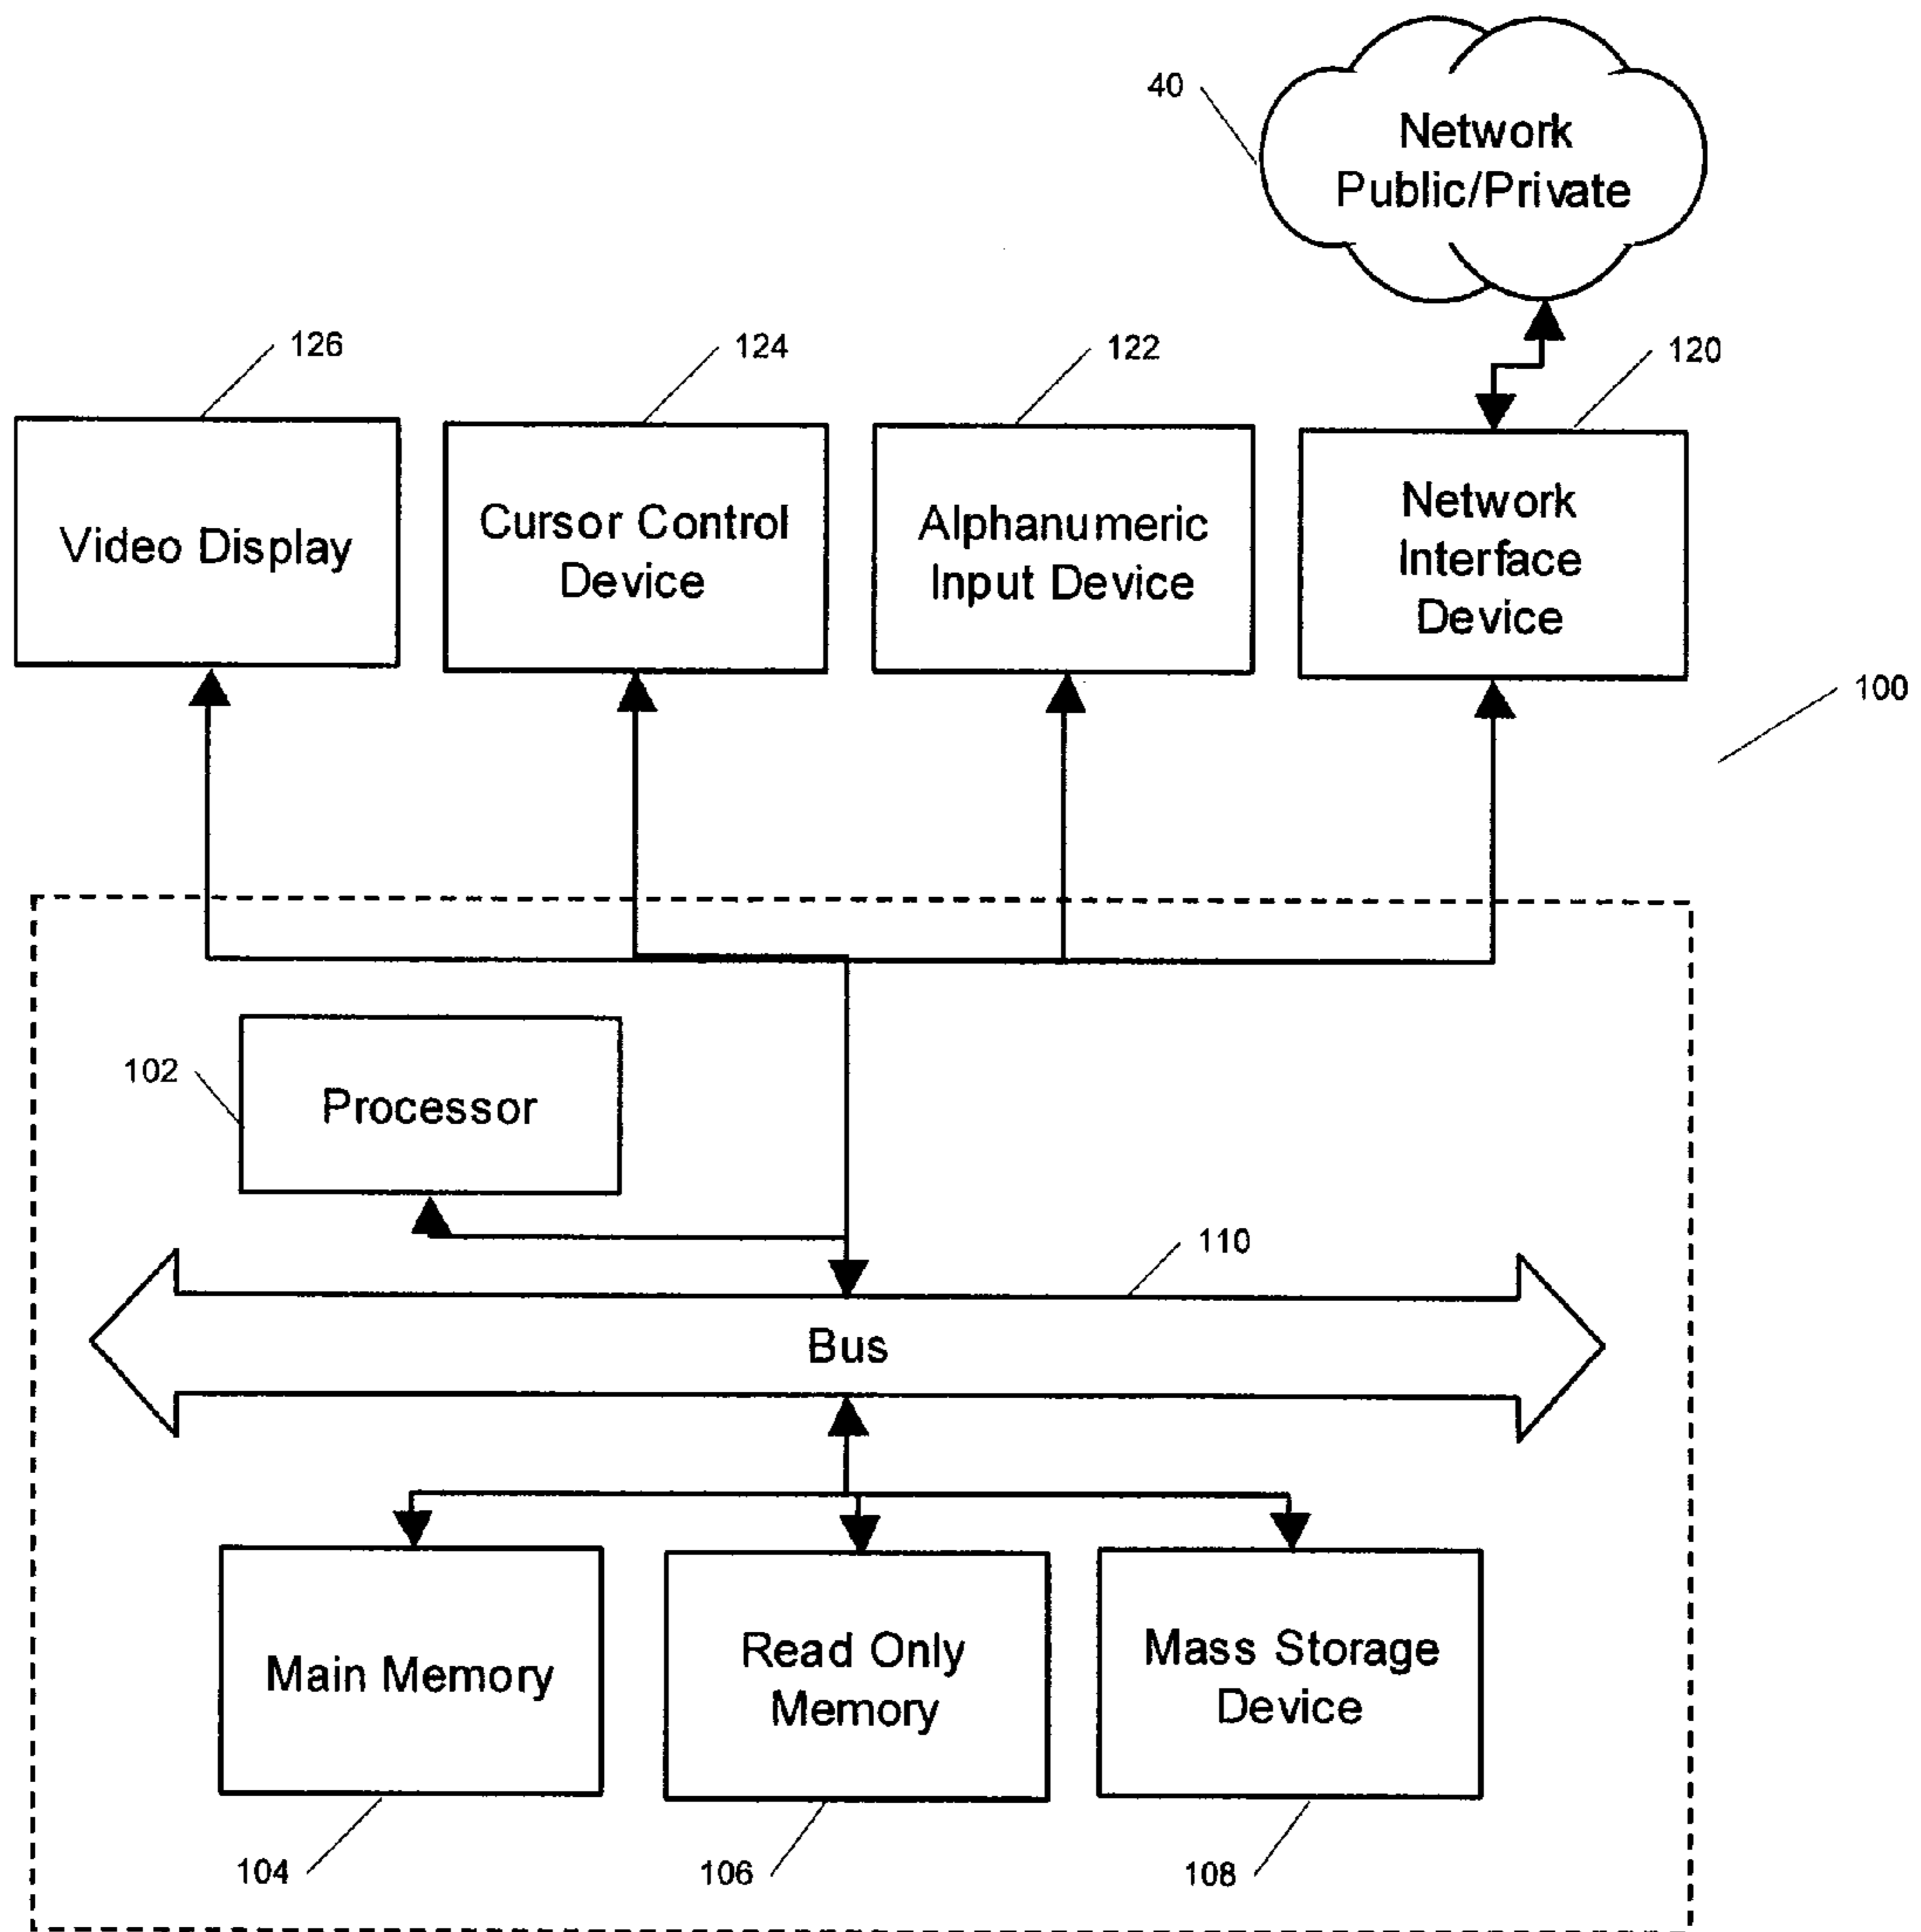 40
Network
Public/Private
126
124
122
120
Video Display
Cursor Control
Device
Alphanumeric
Input Device
Network
Interface
Device
100
102
Processor
110
Bus
Main Memory
Read Only
Memory
Mass Storage
Device
104
106
108